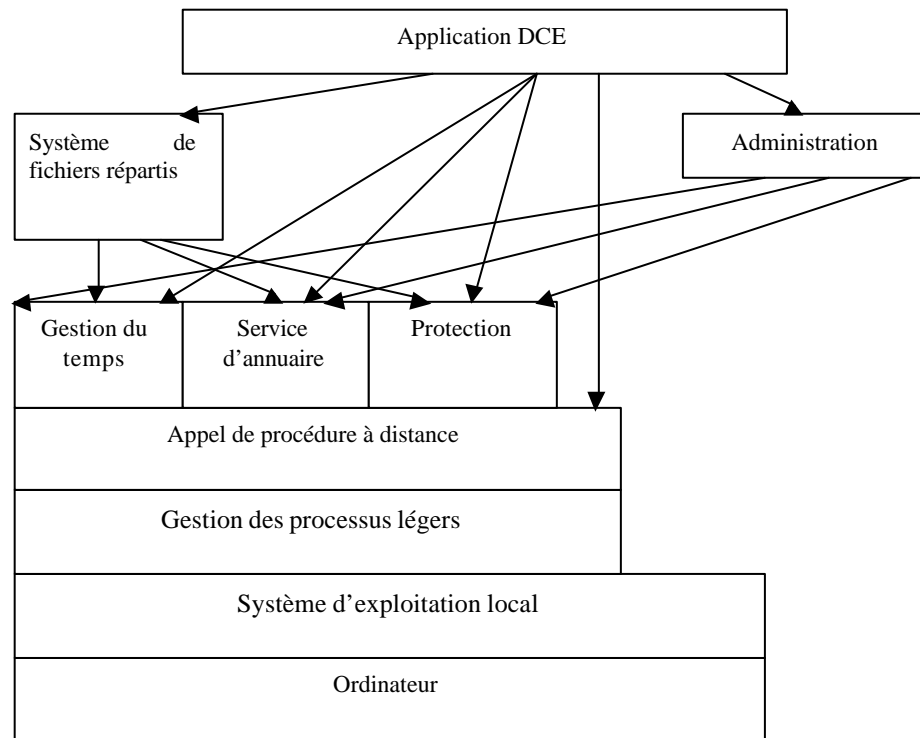 Application DCE
Système de
fichiers répartis
Administration
Gestion du
temps
Service
d’annuaire
Protection
Appel de procédure à distance
Gestion des processus légers
Système d’exploitation local
Ordinateur